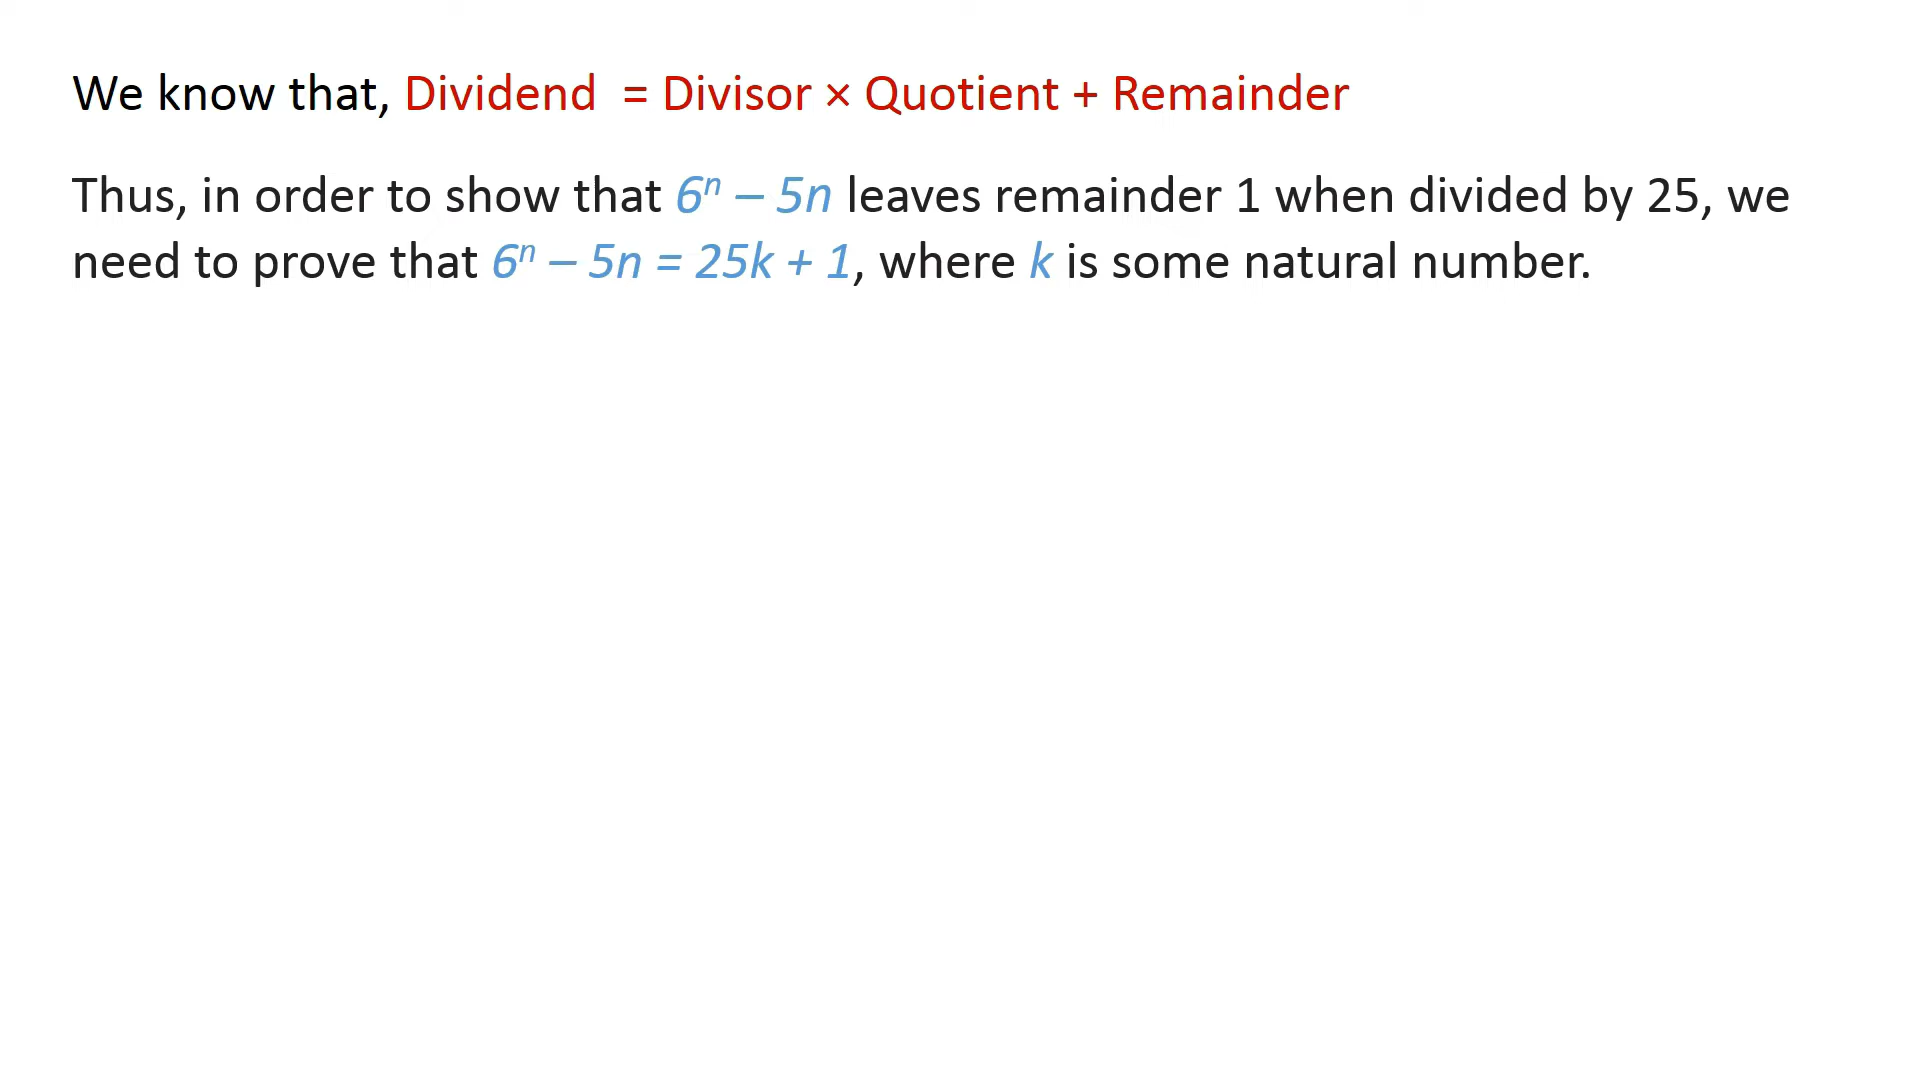 We know that, Dividend  = Divisor × Quotient + Remainder
Thus, in order to show that 6ⁿ – 5n leaves remainder 1 when divided by 25, we
need to prove that 6ⁿ – 5n = 25k + 1, where k is some natural number.